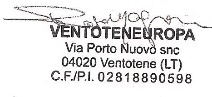 VENTOTENEUROPA
Via Porto Nuovo snc
04020 Ventotene (LT)
C.F./P.I. 02818890598